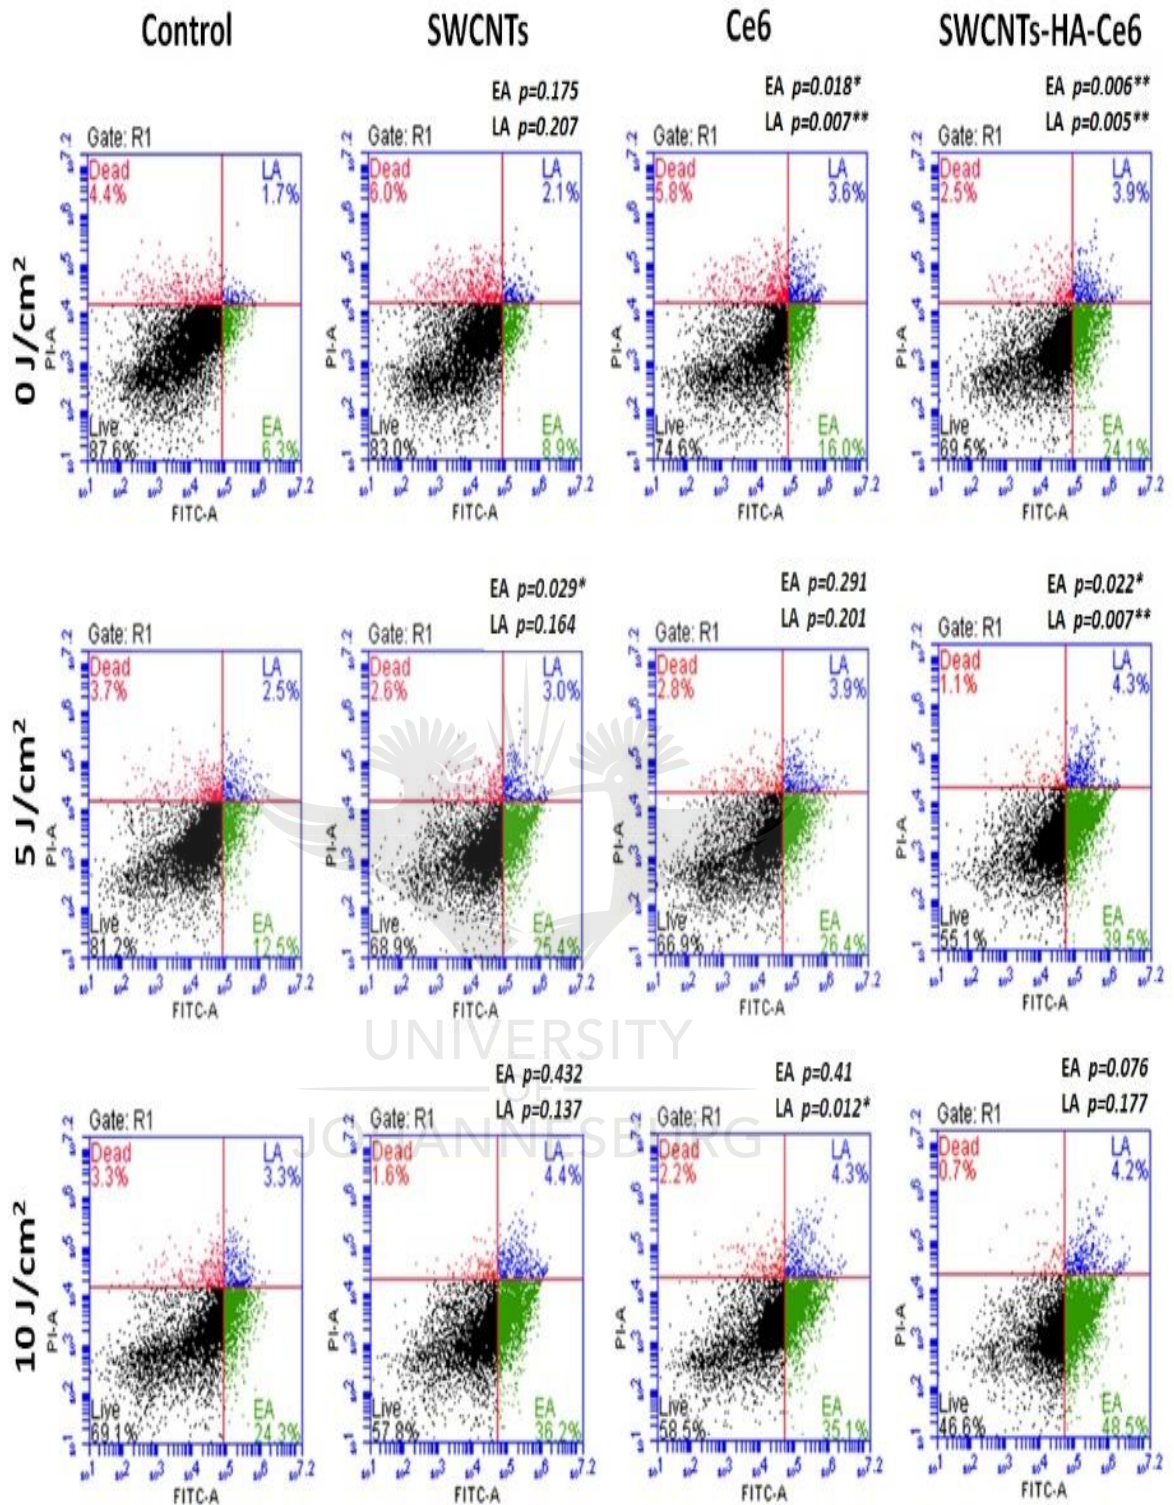 Control
SWCNTs
Ce6
SWCNTs-HA-Ce6
0 J/cm²
Gate: R1
Dead
4.4%
LA
1.7%
Live
87.6%
EA
6.3%
PI-A
FITC-A
EA p=0.175
LA p=0.207
Gate: R1
Dead
6.0%
LA
2.1%
Live
83.0%
EA
8.9%
PI-A
FITC-A
EA p=0.018*
LA p=0.007**
Gate: R1
Dead
5.8%
LA
3.6%
Live
74.6%
EA
16.0%
PI-A
FITC-A
EA p=0.006**
LA p=0.005**
Gate: R1
Dead
2.5%
LA
3.9%
Live
69.5%
EA
24.1%
PI-A
FITC-A
5 J/cm²
Gate: R1
Dead
3.7%
LA
2.5%
Live
81.2%
EA
12.5%
PI-A
FITC-A
EA p=0.029*
LA p=0.164
Gate: R1
Dead
2.6%
LA
3.0%
Live
68.9%
EA
25.4%
PI-A
FITC-A
EA p=0.291
LA p=0.201
Gate: R1
Dead
2.8%
LA
3.9%
Live
66.9%
EA
26.4%
PI-A
FITC-A
EA p=0.022*
LA p=0.007**
Gate: R1
Dead
1.1%
LA
4.3%
Live
55.1%
EA
39.5%
PI-A
FITC-A
UNIVERSITY
OF
JOHANNESBURG
10 J/cm²
Gate: R1
Dead
3.3%
LA
3.3%
Live
69.1%
EA
24.3%
PI-A
FITC-A
EA p=0.432
LA p=0.137
Gate: R1
Dead
1.6%
LA
4.4%
Live
57.8%
EA
36.2%
PI-A
FITC-A
EA p=0.41
LA p=0.012*
Gate: R1
Dead
2.2%
LA
4.3%
Live
58.5%
EA
35.1%
PI-A
FITC-A
EA p=0.076
LA p=0.177
Gate: R1
Dead
0.7%
LA
4.2%
Live
46.6%
EA
48.5%
PI-A
FITC-A